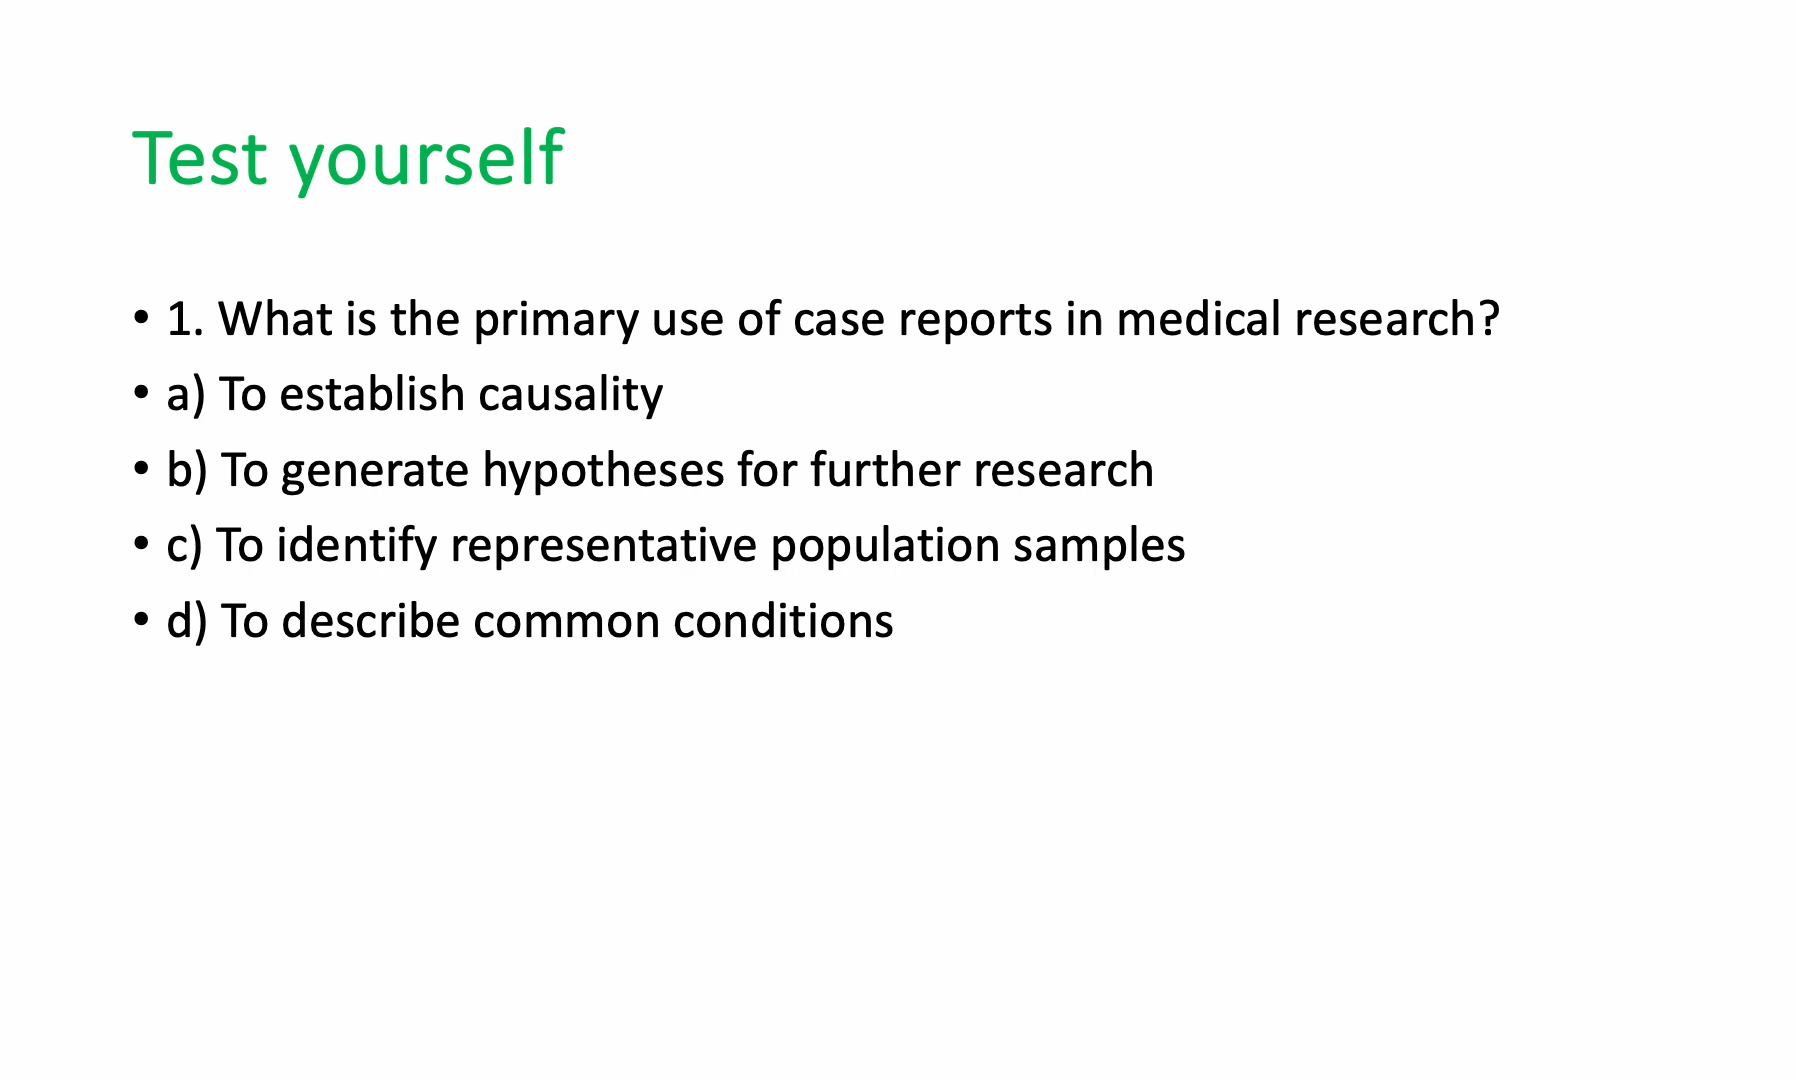 Test yourself
• 1. What is the primary use of case reports in medical research?
• a) To establish causality
• b) To generate hypotheses for further research
• c) To identify representative population samples
• d) To describe common conditions